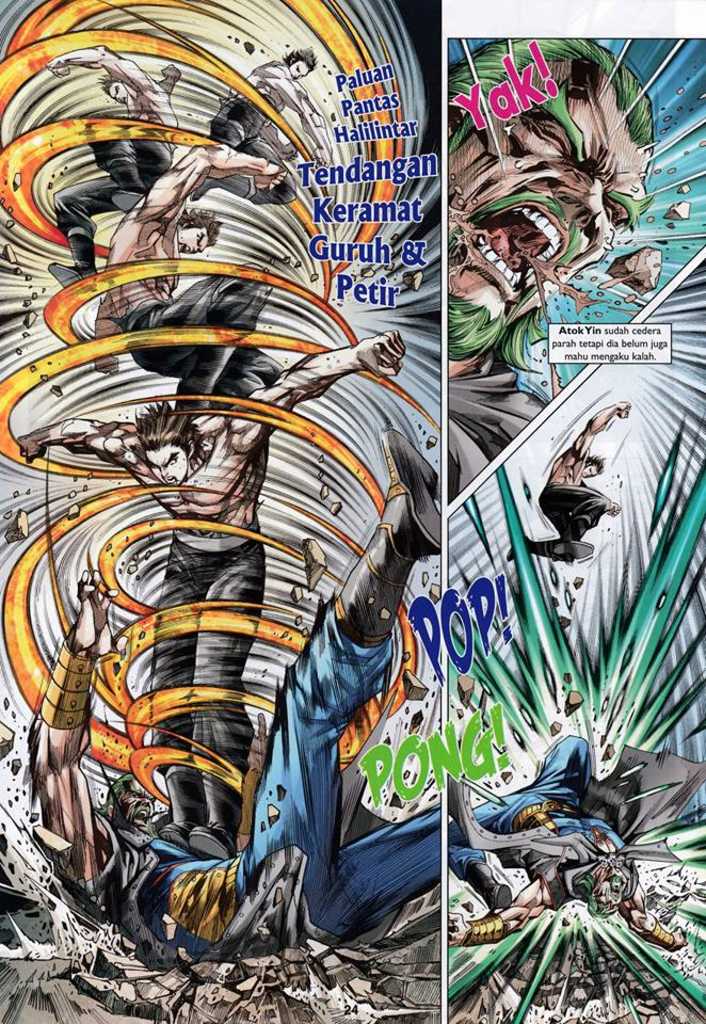 Paluan
Pantas
Halilintar
Tendangan
Keramat
Guruh &
Petir
Yak!
Atok Yin sudah cedera
parah tetapi dia belum juga
mahu mengaku kalah.
POP!
PONG!
24